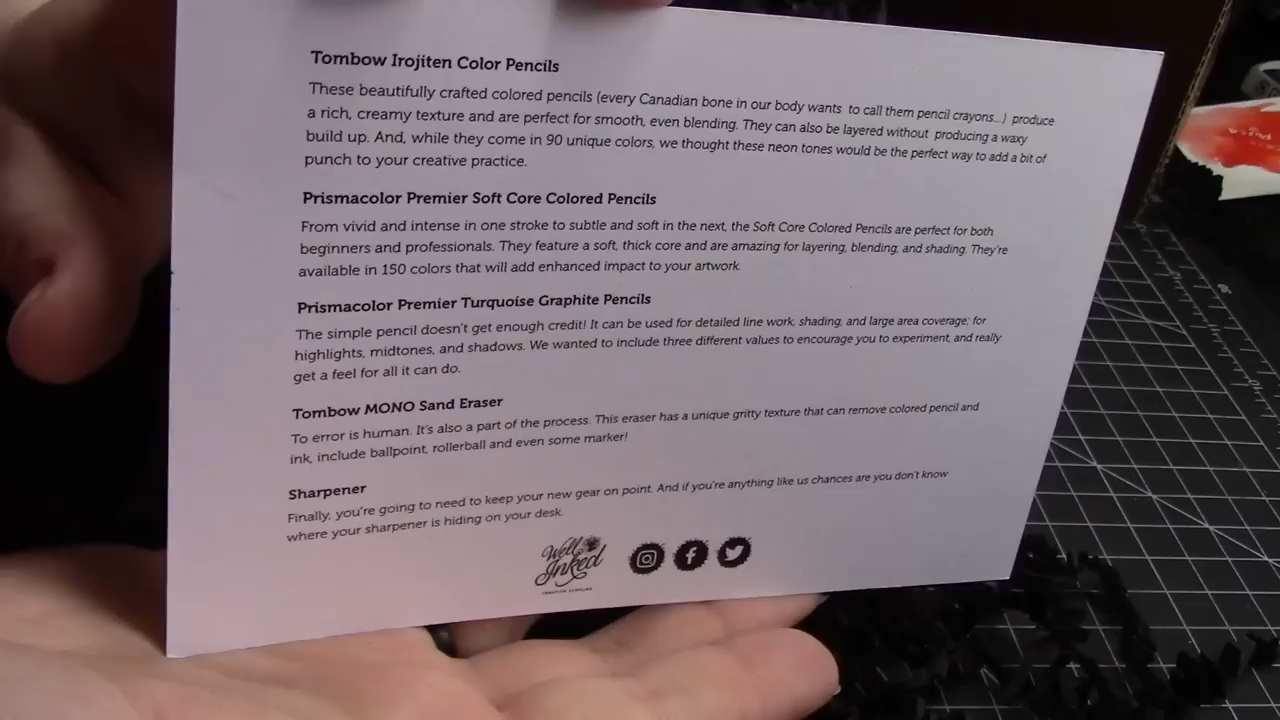 Tombow Irojiten Color Pencils
These beautifully crafted colored pencils (every Canadian bone in our body wants to call them pencil crayons...) produce
a rich, creamy texture and are perfect for smooth, even blending. They can also be layered without producing a waxy
build up. And, while they come in 90 unique colors, we thought these neon tones would be the perfect way to add a bit of
punch to your creative practice.
Prismacolor Premier Soft Core Colored Pencils
From vivid and intense in one stroke to subtle and soft in the next, the Soft Core Colored Pencils are perfect for both
beginners and professionals. They feature a soft, thick core and are amazing for layering, blending, and shading. They're
available in 150 colors that will add enhanced impact to your artwork.
Prismacolor Premier Turquoise Graphite Pencils
The simple pencil doesn't get enough credit! It can be used for detailed line work, shading, and large area coverage; for
highlights, midtones, and shadows. We wanted to include three different values to encourage you to experiment, and really
get a feel for all it can do.
Tombow MONO Sand Eraser
To error is human. It's also a part of the process. This eraser has a unique gritty texture that can remove colored pencil and
ink, include ballpoint, rollerball and even some marker!
Sharpener
Finally, you're going to need to keep your new gear on point. And if you're anything like us chances are you don't know
where your sharpener is hiding on your desk.
Well
Inked